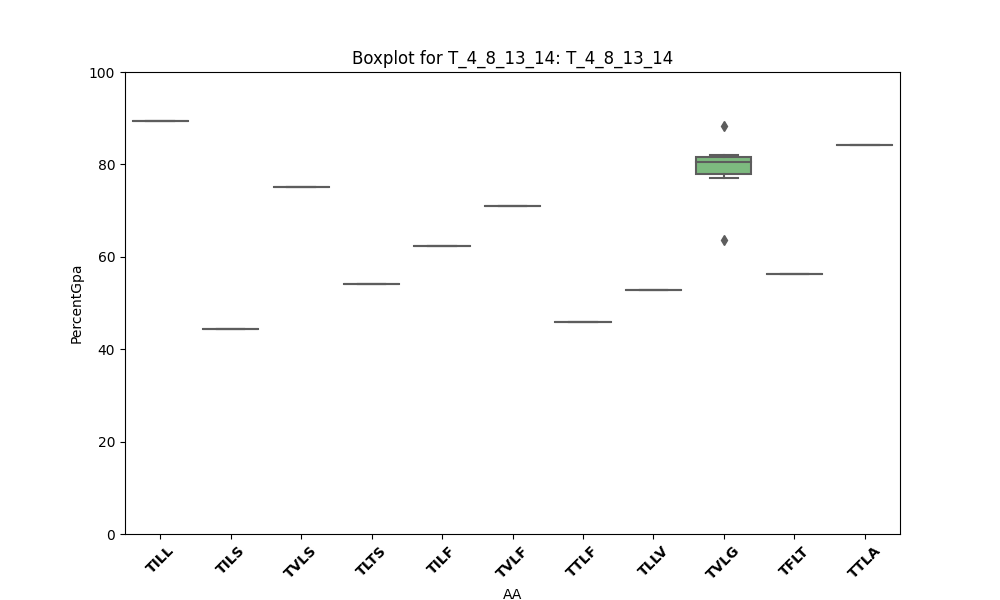 Boxplot for T_4_8_13_14: T_4_8_13_14
100
80
60
40
20
0
PercentGpa
TILL
TILS
TVLS
TLTS
TILF
TVLF
TTLF
TLLV
TVLG
TFLT
TTLA
AA